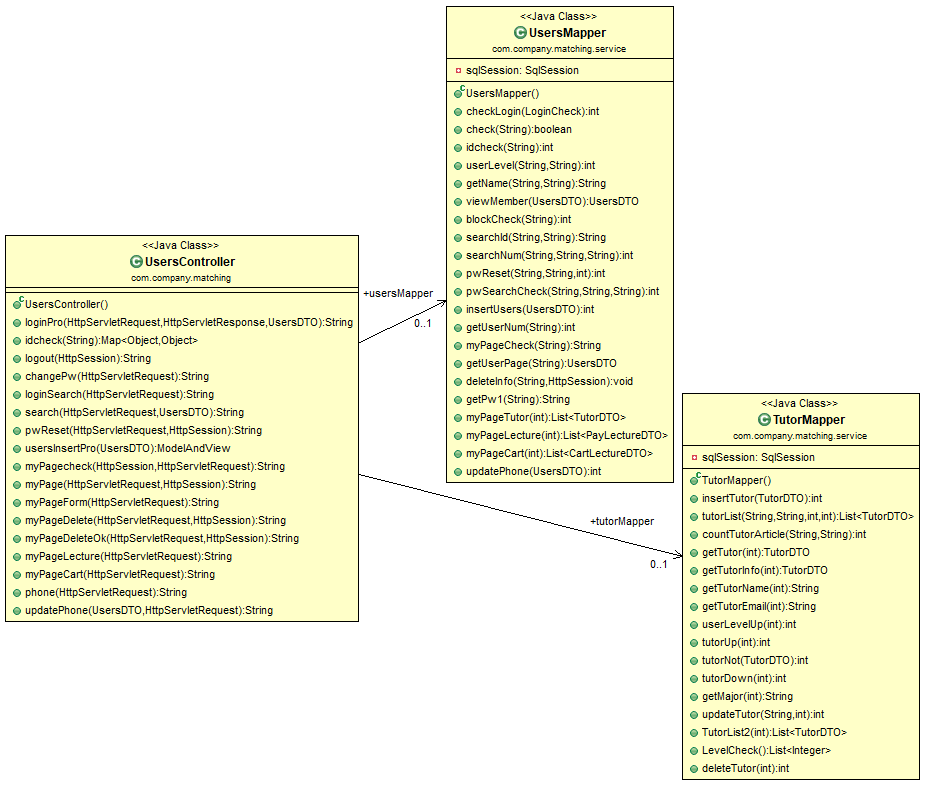 <<Java Class>>
UsersMapper
com.company.matching.service
sqlSession: SqlSession
UsersMapper()
checkLogin(LoginCheck):int
check(String):boolean
idcheck(String):int
userLevel(String,String):int
getName(String,String):String
viewMember(UsersDTO):UsersDTO
blockCheck(String):int
searchId(String,String):String
searchNum(String,String,String):int
pwReset(String,String,int):int
pwSearchCheck(String,String,String):int
insertUsers(UsersDTO):int
getUserNum(String):int
myPageCheck(String):String
getUserPage(String):UsersDTO
deleteInfo(String,HttpSession):void
getPw1(String):String
myPageTutor(int):List<TutorDTO>
myPageLecture(int):List<PayLectureDTO>
myPageCart(int):List<CartLectureDTO>
updatePhone(UsersDTO):int
<<Java Class>>
UsersController
com.company.matching
UsersController()
loginPro(HttpServletRequest,HttpServletResponse,UsersDTO):String
idcheck(String):Map<Object,Object>
logout(HttpSession):String
changePw(HttpServletRequest):String
loginSearch(HttpServletRequest):String
search(HttpServletRequest,UsersDTO):String
pwReset(HttpServletRequest,HttpSession):String
usersInsertPro(UsersDTO):ModelAndView
myPagecheck(HttpSession,HttpServletRequest):String
myPage(HttpServletRequest,HttpSession):String
myPageForm(HttpServletRequest):String
myPageDelete(HttpServletRequest,HttpSession):String
myPageDeleteOk(HttpServletRequest,HttpSession):String
myPageLecture(HttpServletRequest):String
myPageCart(HttpServletRequest):String
phone(HttpServletRequest):String
updatePhone(UsersDTO,HttpServletRequest):String
+usersMapper
0..1
+tutorMapper
0..1
<<Java Class>>
TutorMapper
com.company.matching.service
sqlSession: SqlSession
TutorMapper()
insertTutor(TutorDTO):int
tutorList(String,String,int,int):List<TutorDTO>
countTutorArticle(String,String):int
getTutor(int):TutorDTO
getTutorInfo(int):TutorDTO
getTutorName(int):String
getTutorEmail(int):String
userLevelUp(int):int
tutorUp(int):int
tutorNot(TutorDTO):int
tutorDown(int):int
getMajor(int):String
updateTutor(String,int):int
TutorList2(int):List<TutorDTO>
LevelCheck():List<Integer>
deleteTutor(int):int